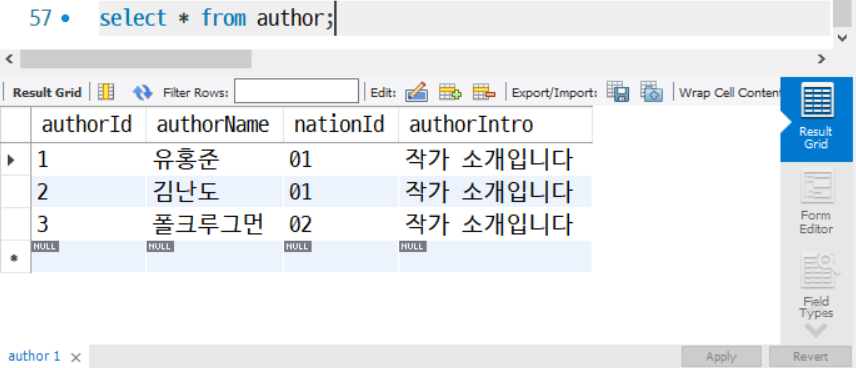 57 select * from author;
Result Grid Filter Rows: Edit: Export/Import: Wrap Cell Conten
authorId authorName nationId authorIntro
1 유홍준 01 작가 소개입니다
2 김난도 01 작가 소개입니다
3 폴크루그먼 02 작가 소개입니다
NULL NULL NULL NULL
Result
Grid
Form
Editor
Field
Types
author 1
Apply Revert